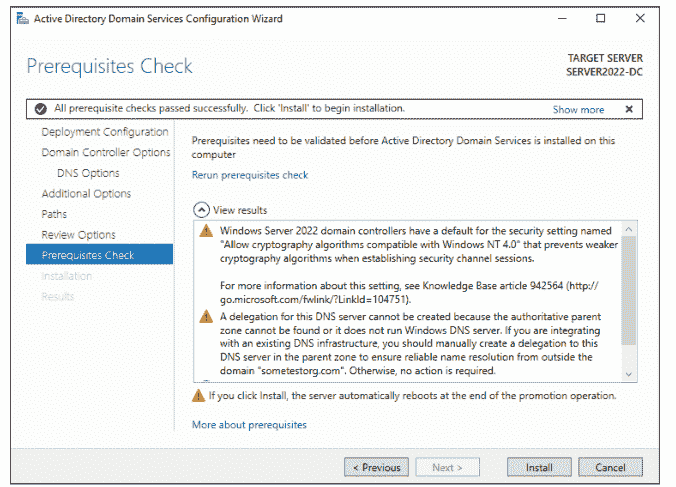 Active Directory Domain Services Configuration Wizard
Prerequisites Check
TARGET SERVER
SERVER2022-DC
All prerequisite checks passed successfully. Click 'Install' to begin installation.
Show more
Deployment Configuration
Domain Controller Options
DNS Options
Additional Options
Paths
Review Options
Prerequisites Check
Installation
Results
Prerequisites need to be validated before Active Directory Domain Services is installed on this
computer
Rerun prerequisites check
View results
Windows Server 2022 domain controllers have a default for the security setting named
"Allow cryptography algorithms compatible with Windows NT 4.0" that prevents weaker
cryptography algorithms when establishing security channel sessions.
For more information about this setting, see Knowledge Base article 942564 (http://
go.microsoft.com/fwlink/?LinkId=104751).
A delegation for this DNS server cannot be created because the authoritative parent
zone cannot be found or it does not run Windows DNS server. If you are integrating
with an existing DNS infrastructure, you should manually create a delegation to this
DNS server in the parent zone to ensure reliable name resolution from outside the
domain "sometestorg.com". Otherwise, no action is required.
If you click Install, the server automatically reboots at the end of the promotion operation.
More about prerequisites
< Previous
Next >
Install
Cancel